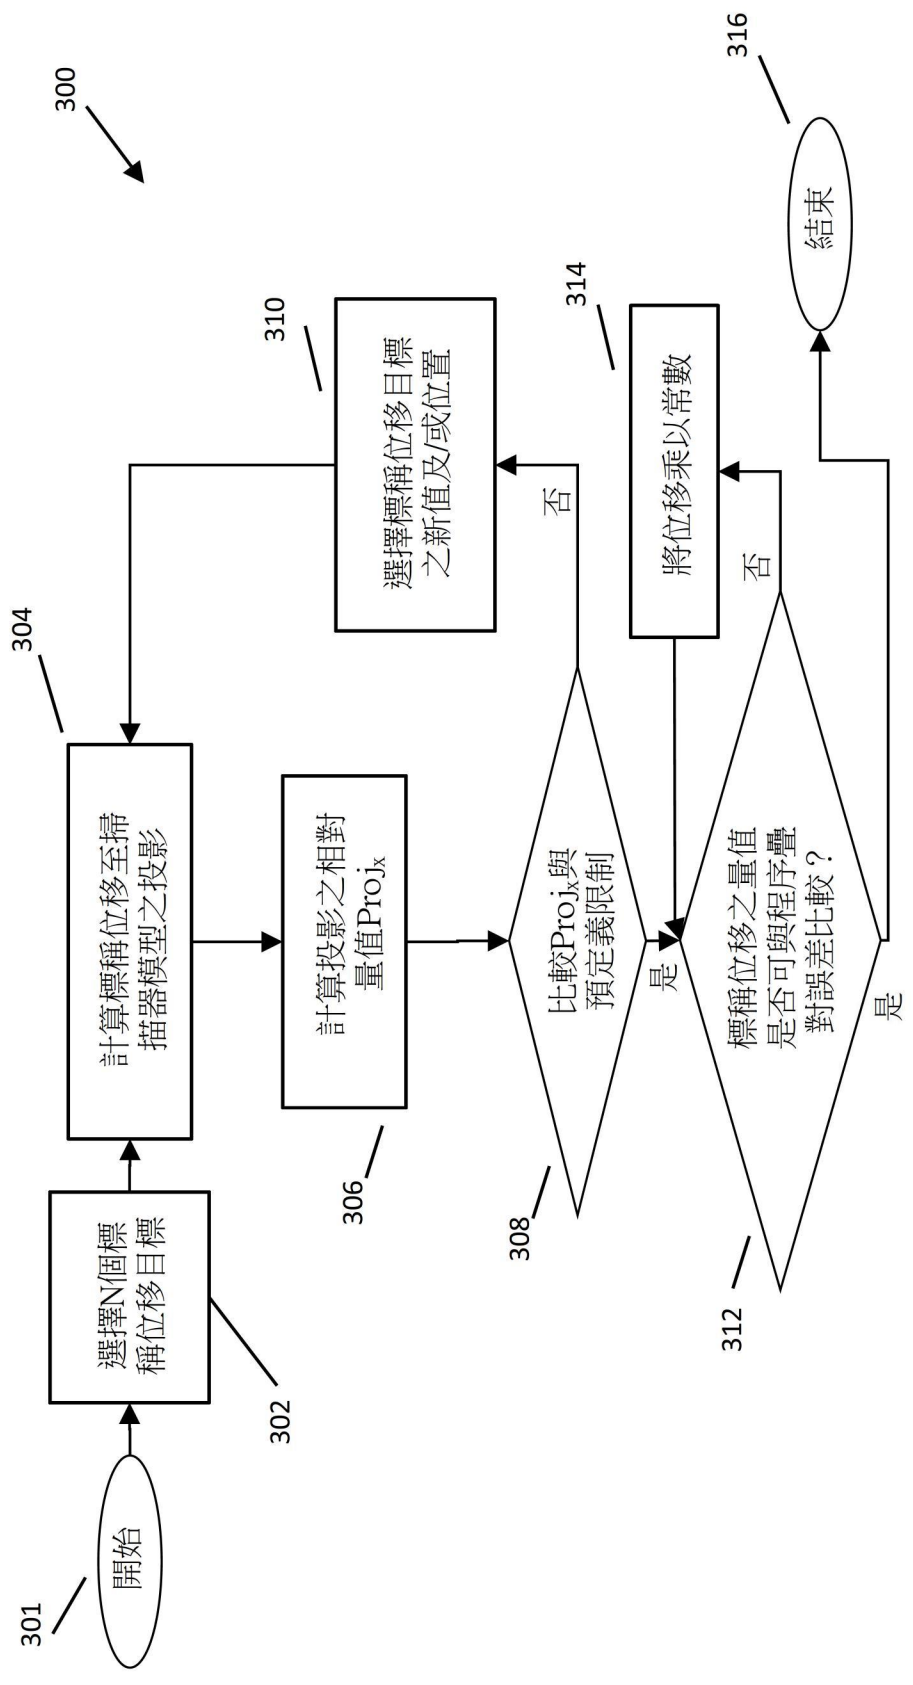 300
301
開始
302
選擇N個標
稱位移目標
304
計算標稱位移至掃
描器模型之投影
306
計算投影之相對
量值Projx
308
比較Projx與
預定義限制
否
是
310
選擇標稱位移目標
之新值及/或位置
312
標稱位移之量值
是否可與程序疊
對誤差比較？
否
是
314
將位移乘以常數
316
結束